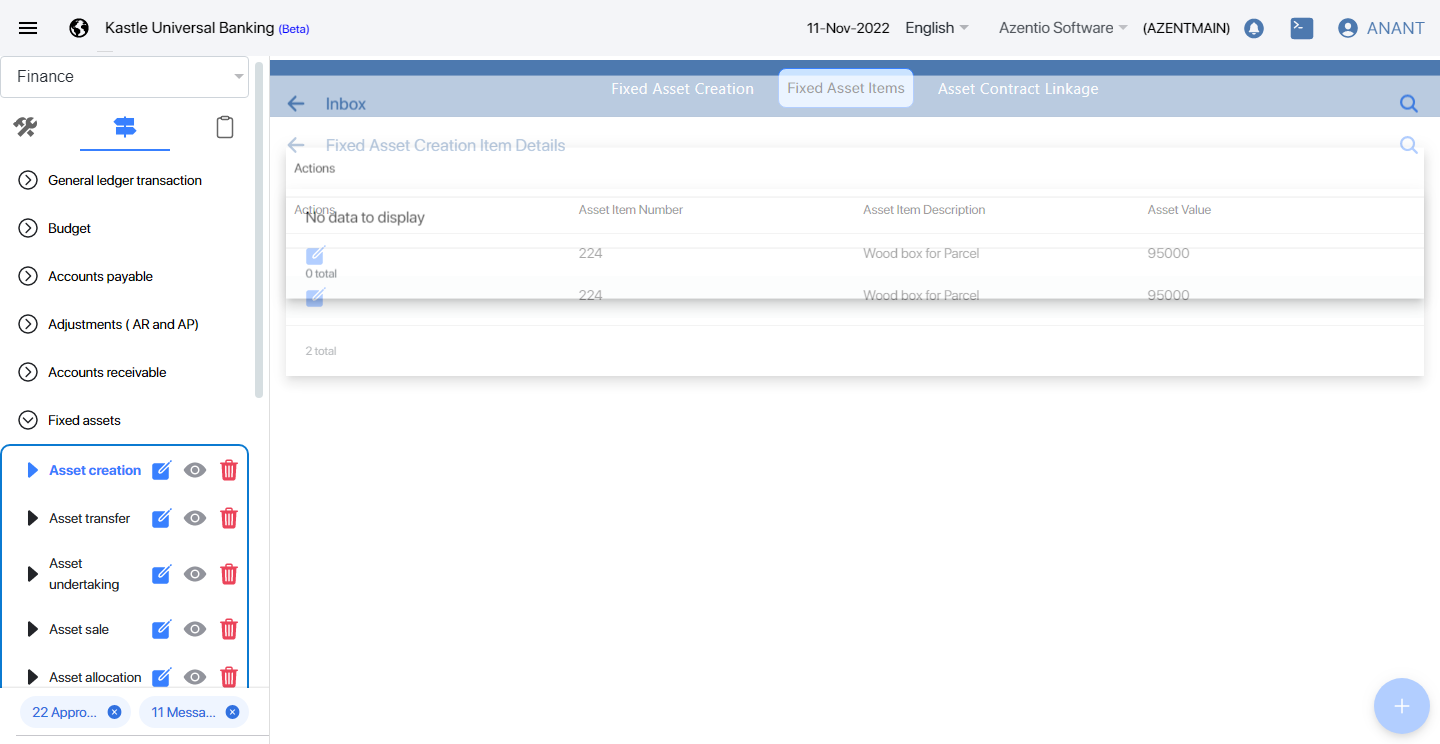 Kastle Universal Banking (Beta)
11-Nov-2022
English
Azentio Software
(AZENTMAIN)
ANANT
Finance
General ledger transaction
Budget
Accounts payable
Adjustments ( AR and AP)
Accounts receivable
Fixed assets
Asset creation
Asset transfer
Asset
undertaking
Asset sale
Asset allocation
22 Appro...
11 Messa...
Fixed Asset Creation
Fixed Asset Items
Asset Contract Linkage
Inbox
Fixed Asset Creation Item Details
Actions
No data to display
0 total
Actions Asset Item Number Asset Item Description Asset Value
224 Wood box for Parcel 95000
224 Wood box for Parcel 95000
2 total